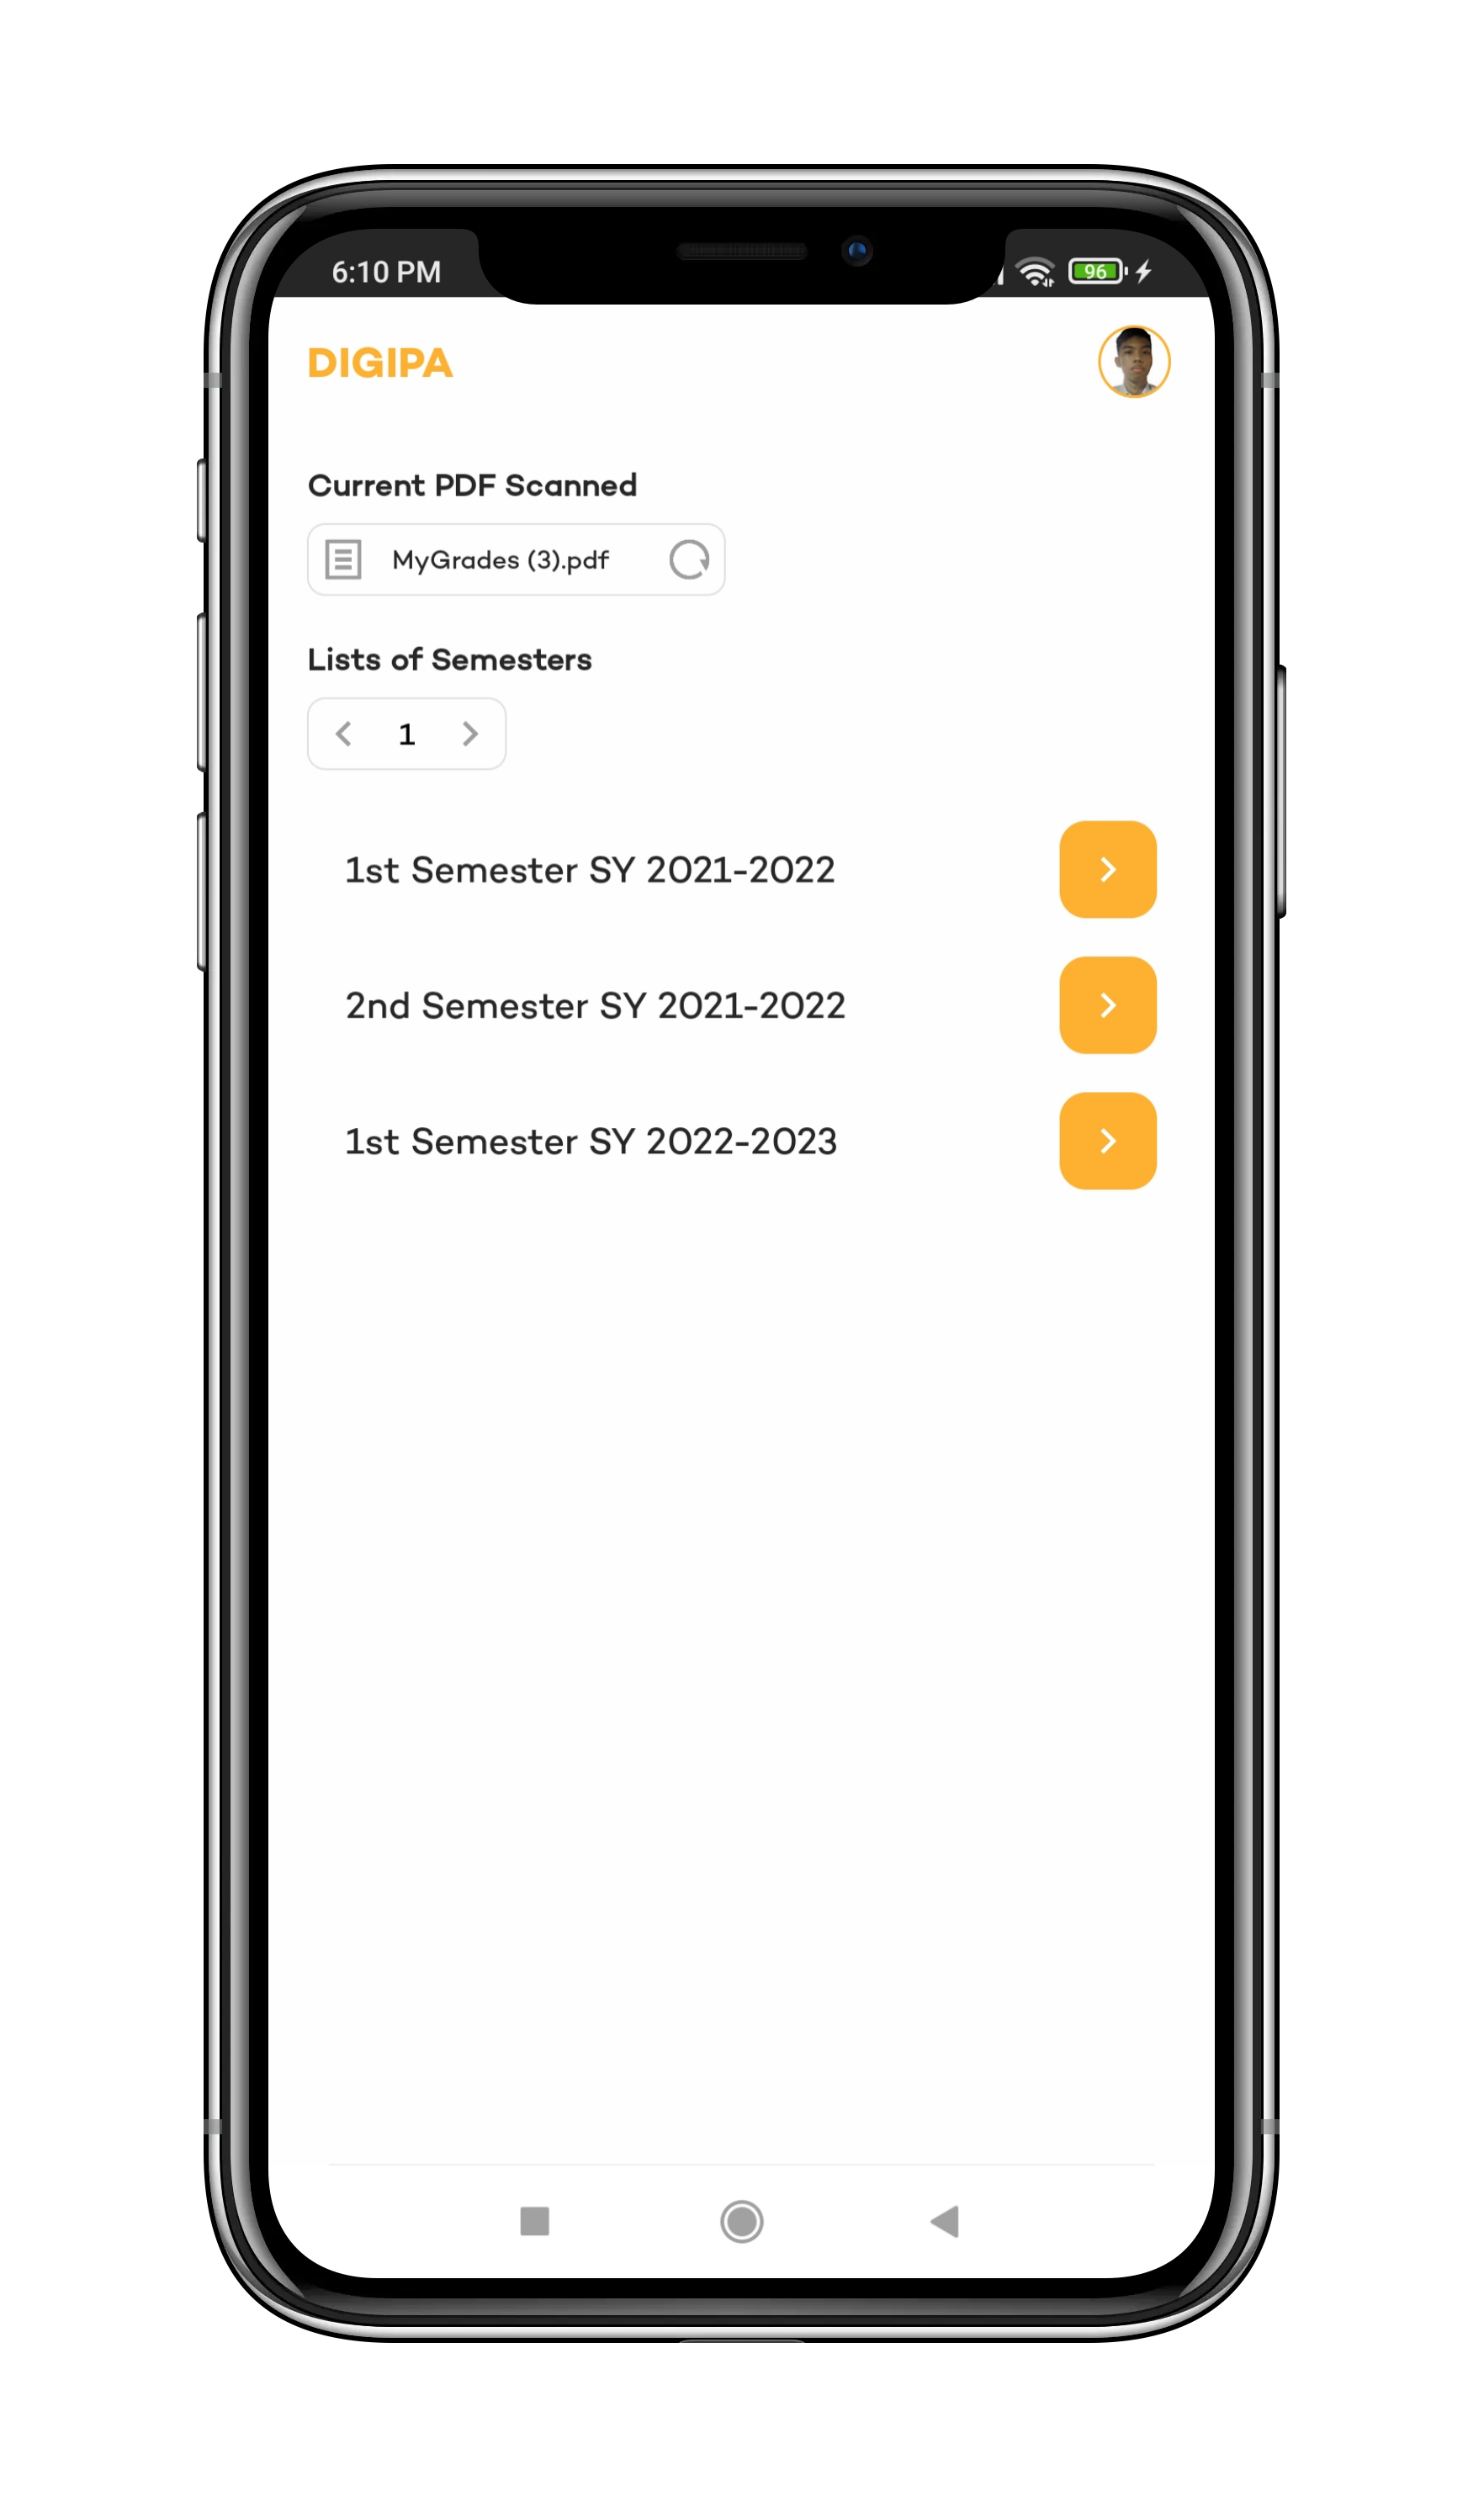 6:10 PM
96
DIGIPA
Current PDF Scanned
MyGrades (3).pdf
Lists of Semesters
1
1st Semester SY 2021-2022
2nd Semester SY 2021-2022
1st Semester SY 2022-2023